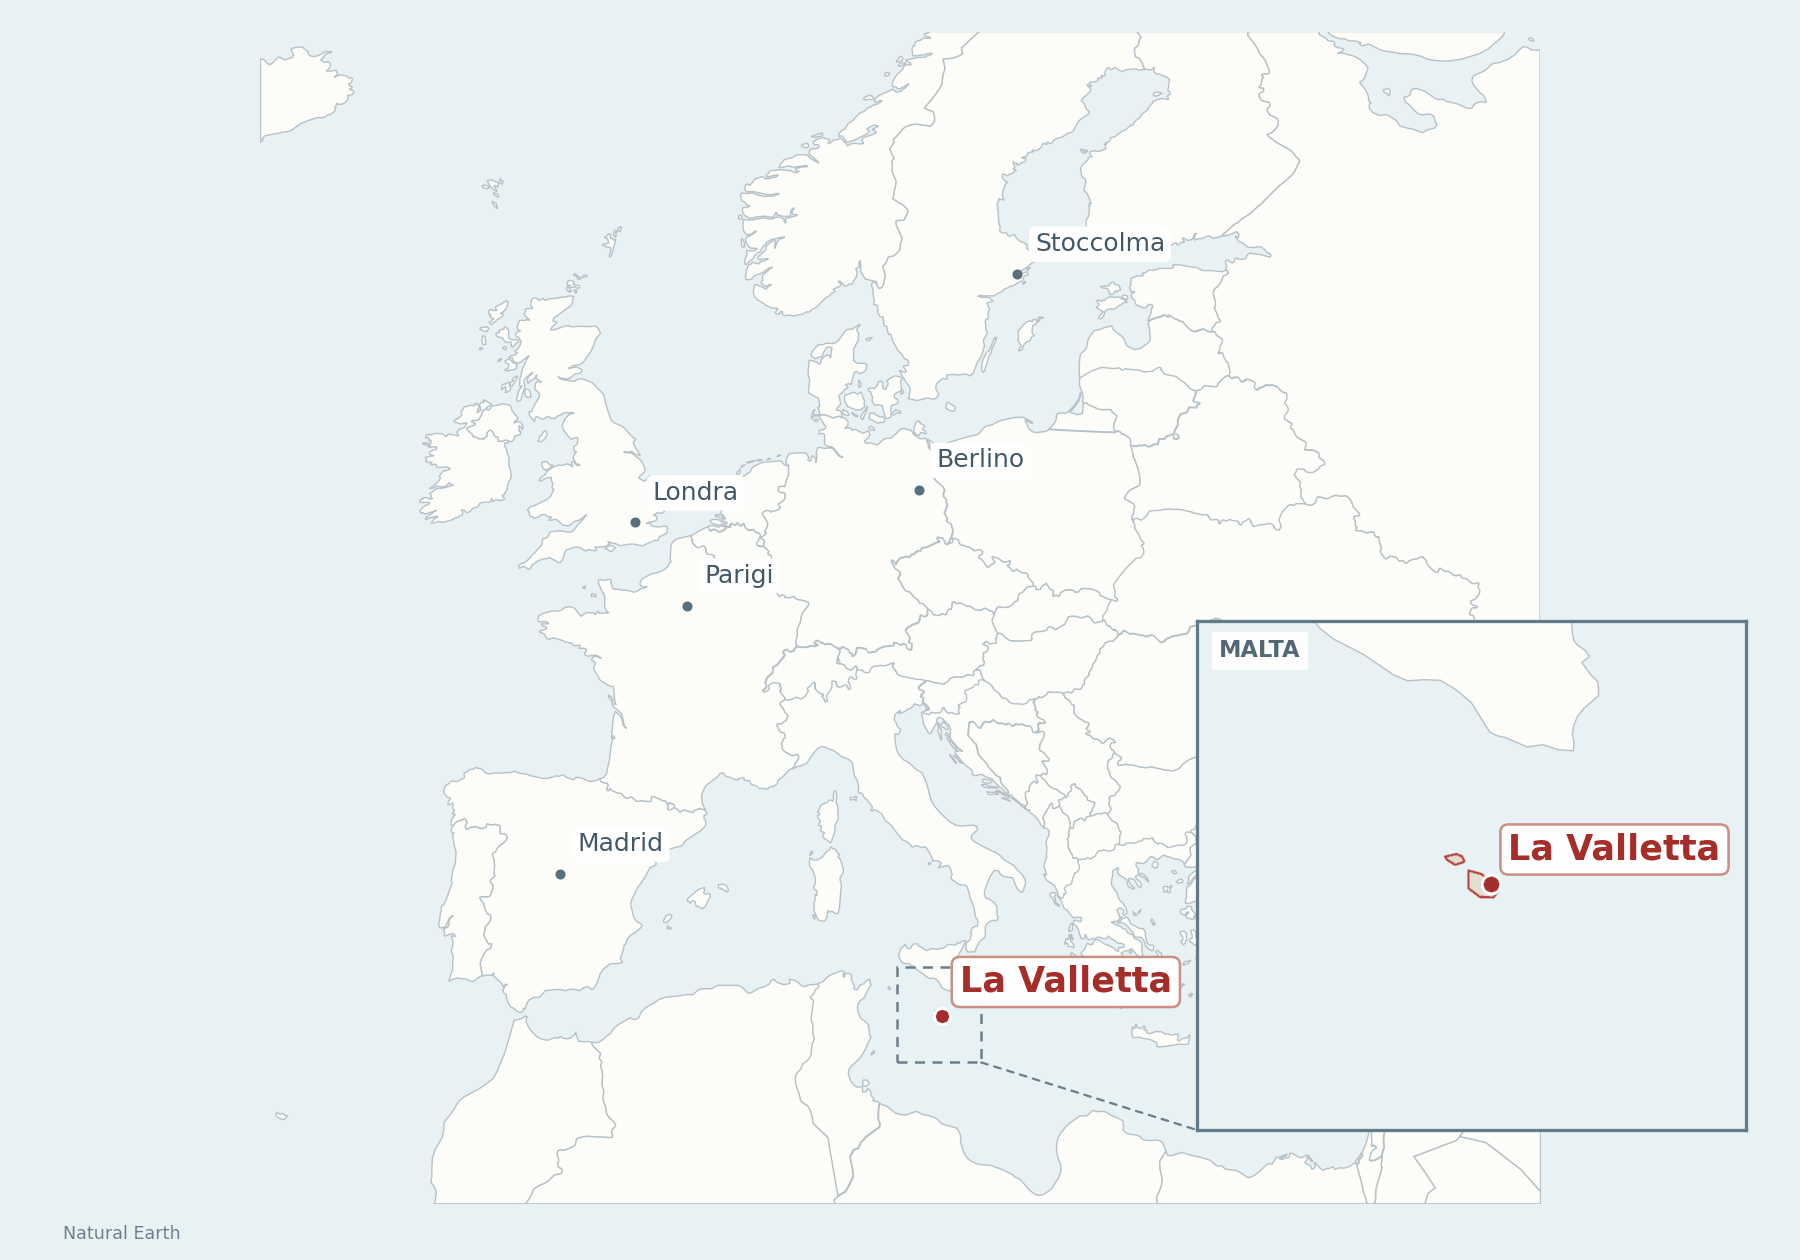 Stoccolma
Berlino
Londra
Parigi
MALTA
Madrid
La Valletta
La Valletta
Natural Earth